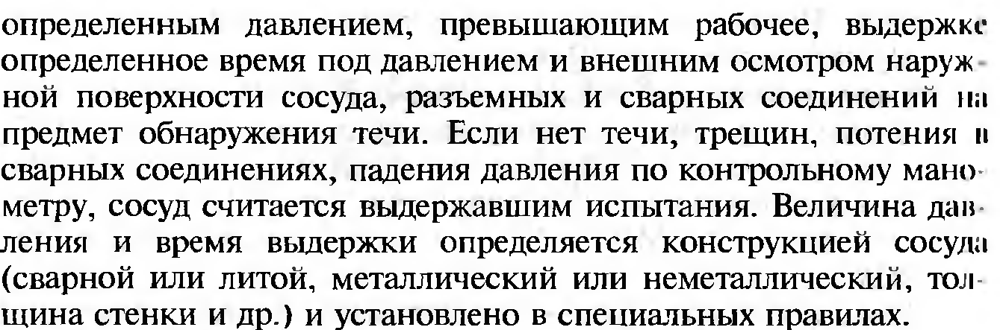 определенным давлением, превышающим рабочее, выдержке
определенное время под давлением и внешним осмотром наруж-
ной поверхности сосуда, разъемных и сварных соединений на
предмет обнаружения течи. Если нет течи, трещин, потения в
сварных соединениях, падения давления по контрольному мано-
метру, сосуд считается выдержавшим испытания. Величина дав-
ления и время выдержки определяется конструкцией сосуда
(сварной или литой, металлический или неметаллический, тол-
щина стенки и др.) и установлено в специальных правилах.